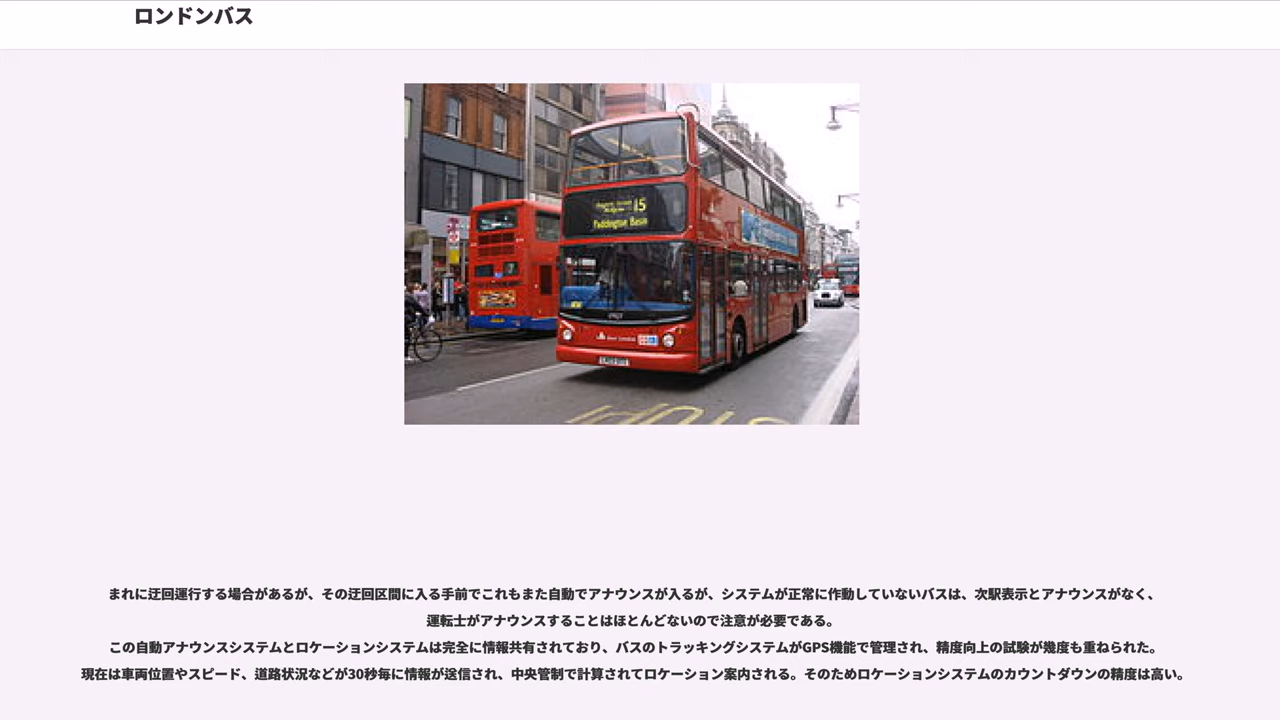 ロンドンバス
15
Paddington Basin
まれに迂回運行する場合があるが、その迂回区間に入る手前でこれもまた自動でアナウンスが入るが、システムが正常に作動していないバスは、次駅表示とアナウンスがなく、
運転士がアナウンスすることはほとんどないので注意が必要である。
この自動アナウンスシステムとロケーションシステムは完全に情報共有されており、バスのトラッキングシステムがGPS機能で管理され、精度向上の試験が幾度も重ねられた。
現在は車両位置やスピード、道路状況などが30秒毎に情報が送信され、中央管制で計算されてロケーション案内される。そのためロケーションシステムのカウントダウンの精度は高い。